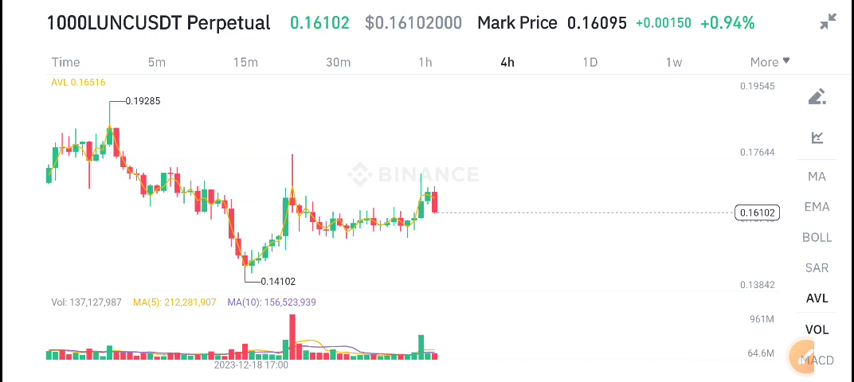 1000LUNCUSDT Perpetual 0.16102 $0.16102000 Mark Price 0.16095 +0.00150 +0.94%
Time 5m 15m 30m 1h 4h 1D 1w More
AVL 0.16516
0.19545
0.19285
0.17644
BINANCE
MA
EMA
0.16102
BOLL
SAR
0.14102
0.13842
AVL
Vol: 137,127,987 MA(5): 212,281,907 MA(10): 156,523,939
961M
VOL
64.6M
MACD
2023-12-18 17:00